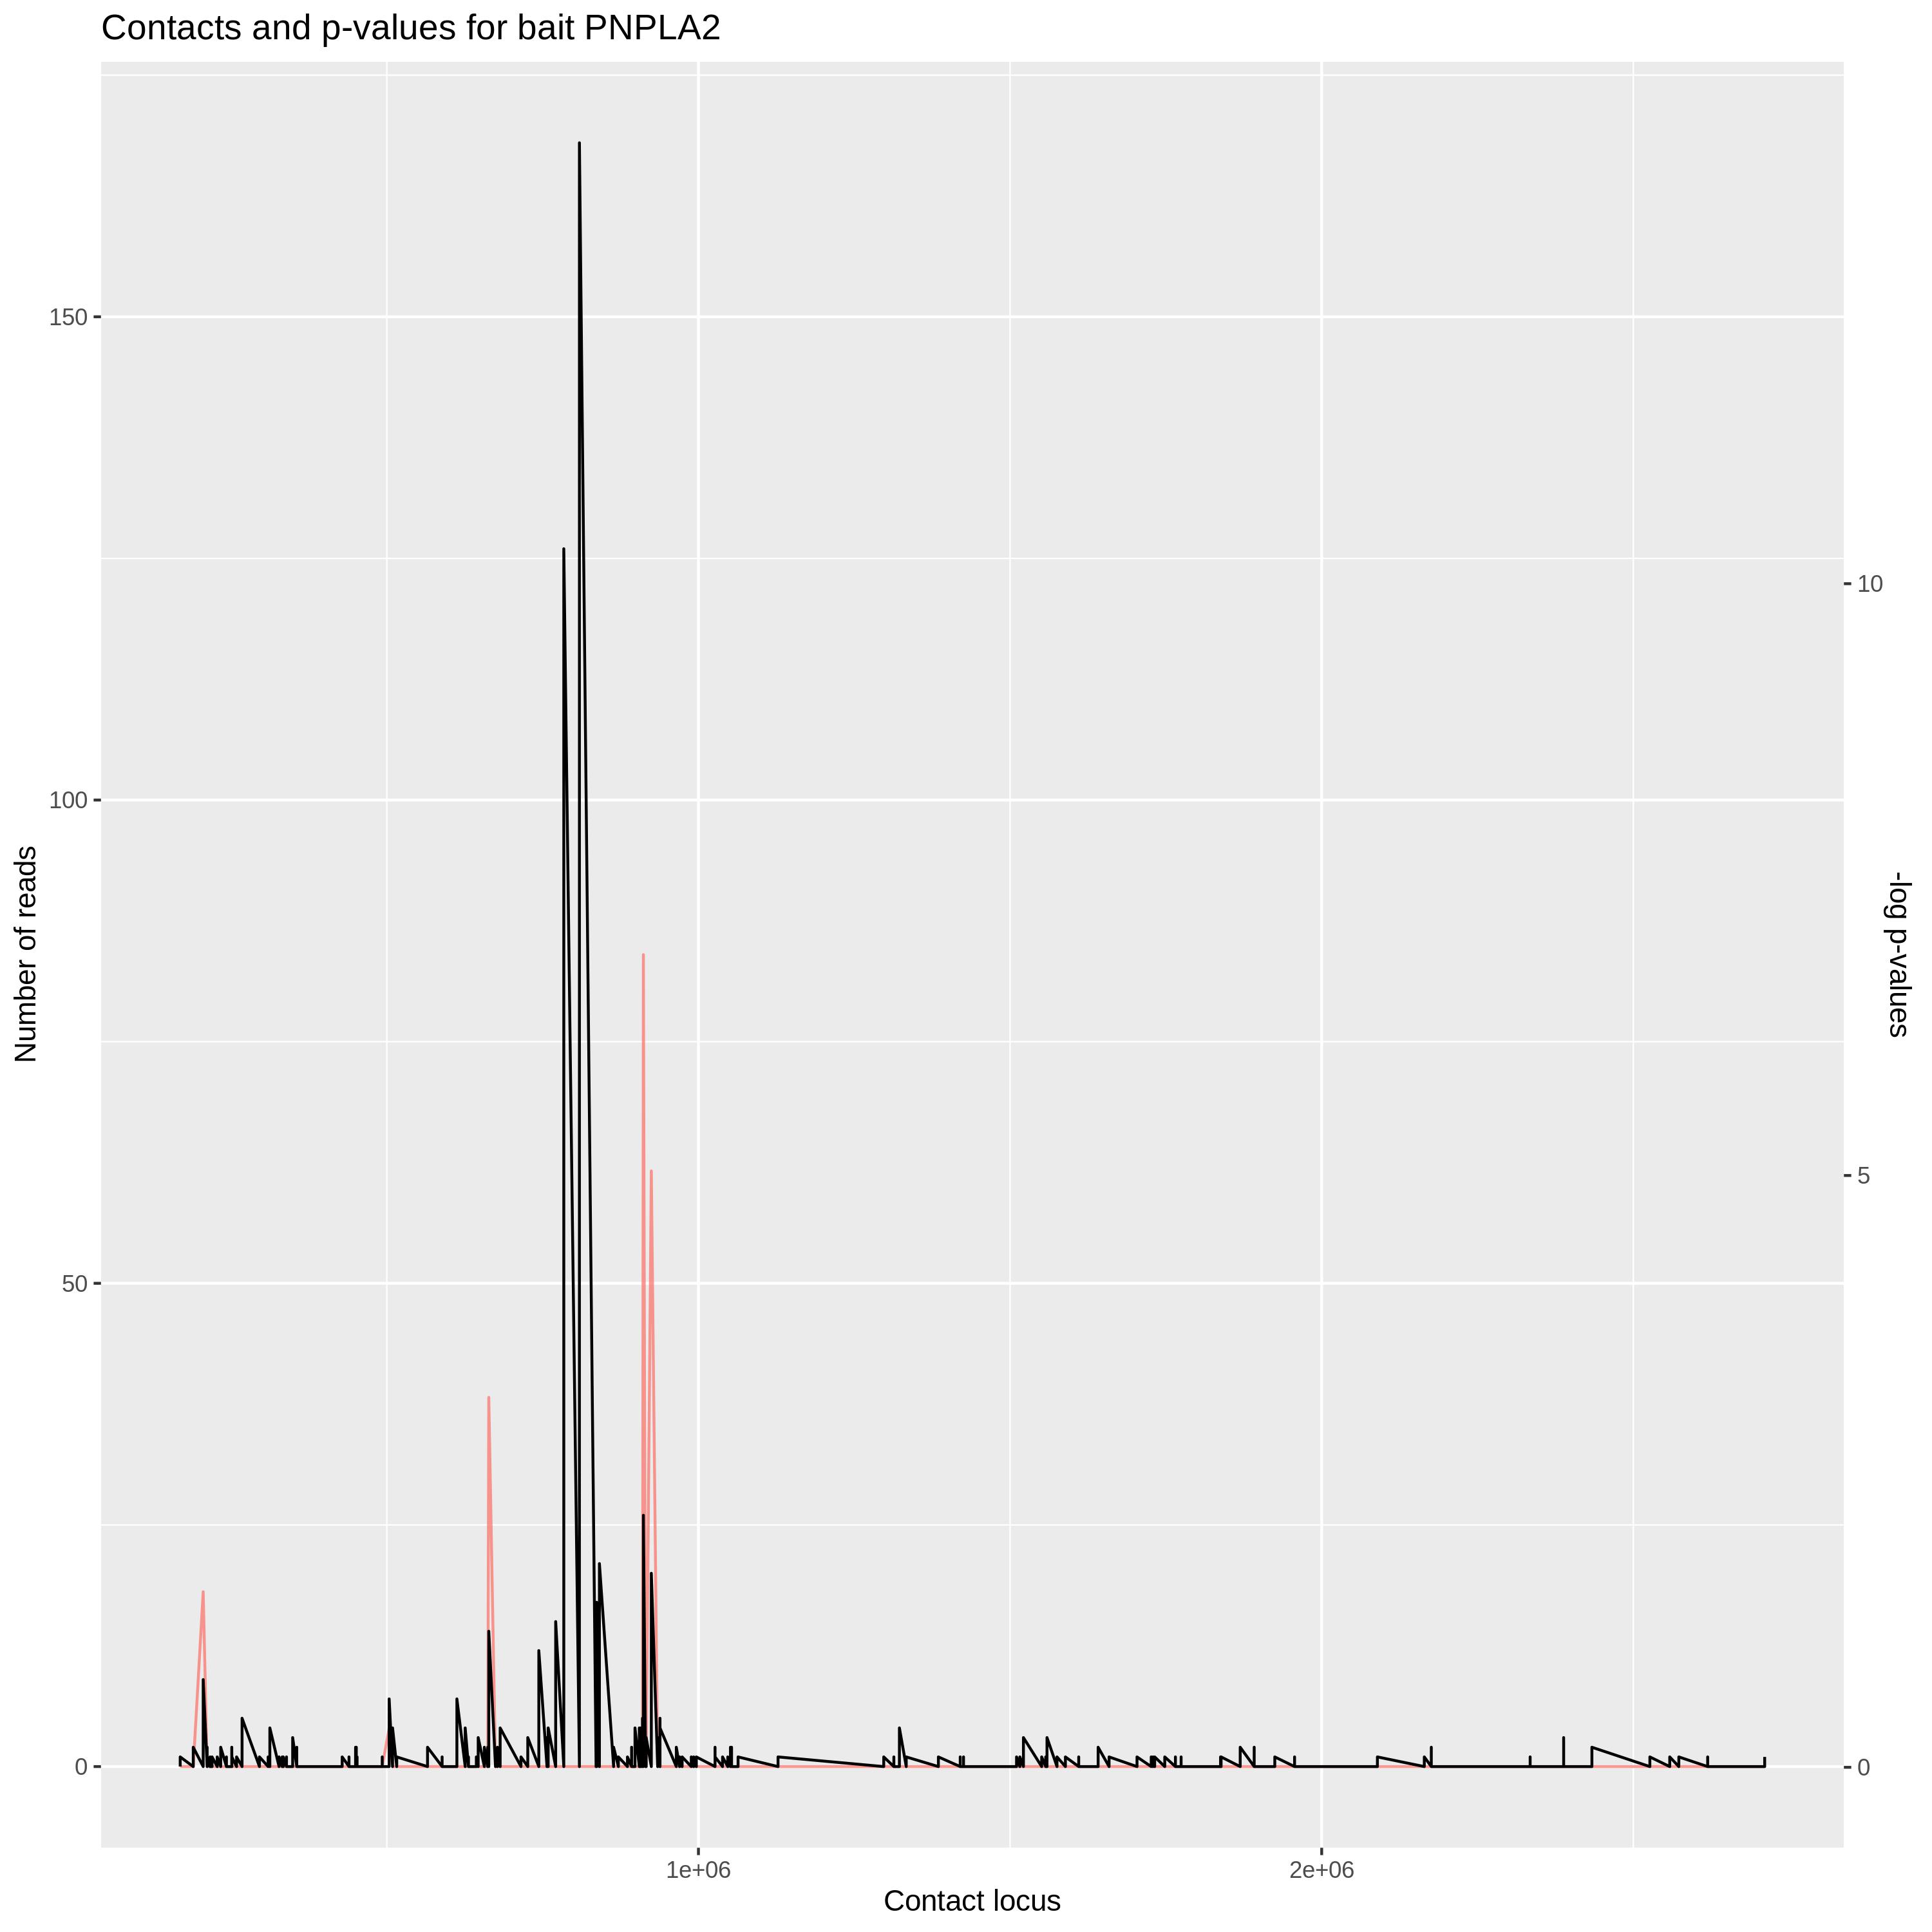 Contacts and p-values for bait PNPLA2
150
100
50
0
Number of reads
10
5
0
-log p-values
1e+06
2e+06
Contact locus